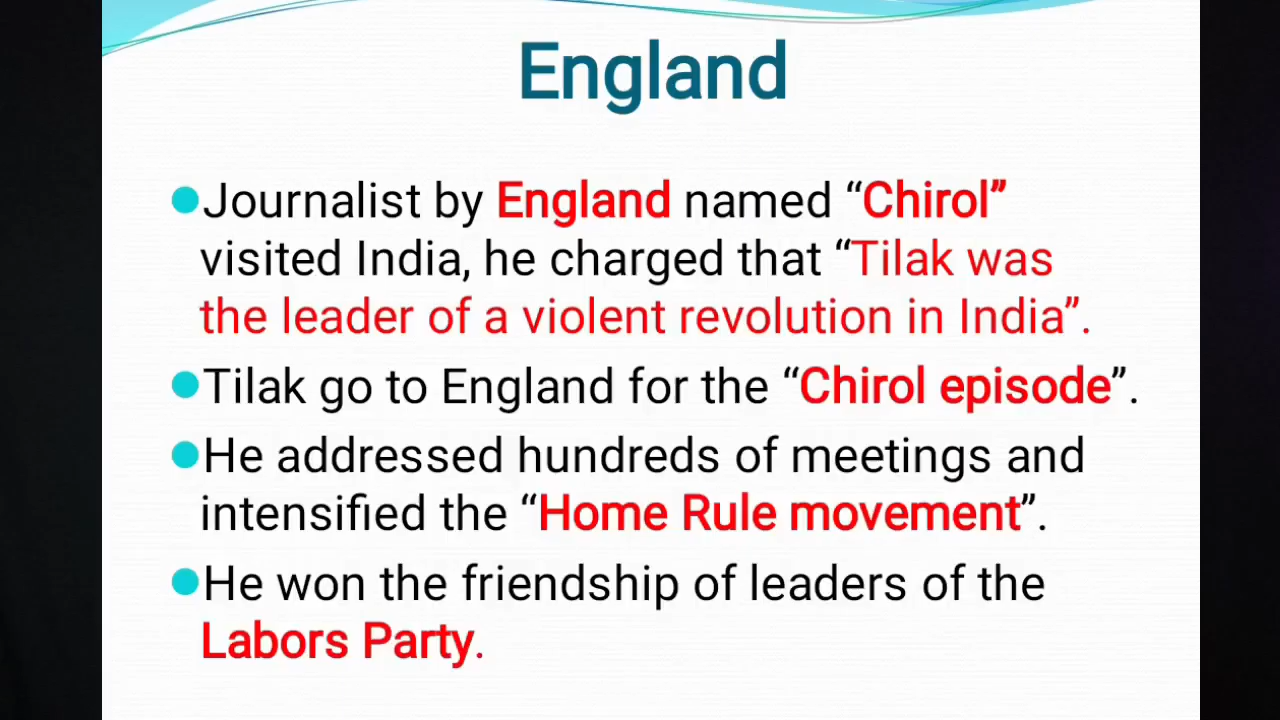 England
Journalist by England named “Chirol”
visited India, he charged that “Tilak was
the leader of a violent revolution in India”.
Tilak go to England for the “Chirol episode”.
He addressed hundreds of meetings and
intensified the “Home Rule movement”.
He won the friendship of leaders of the
Labors Party.